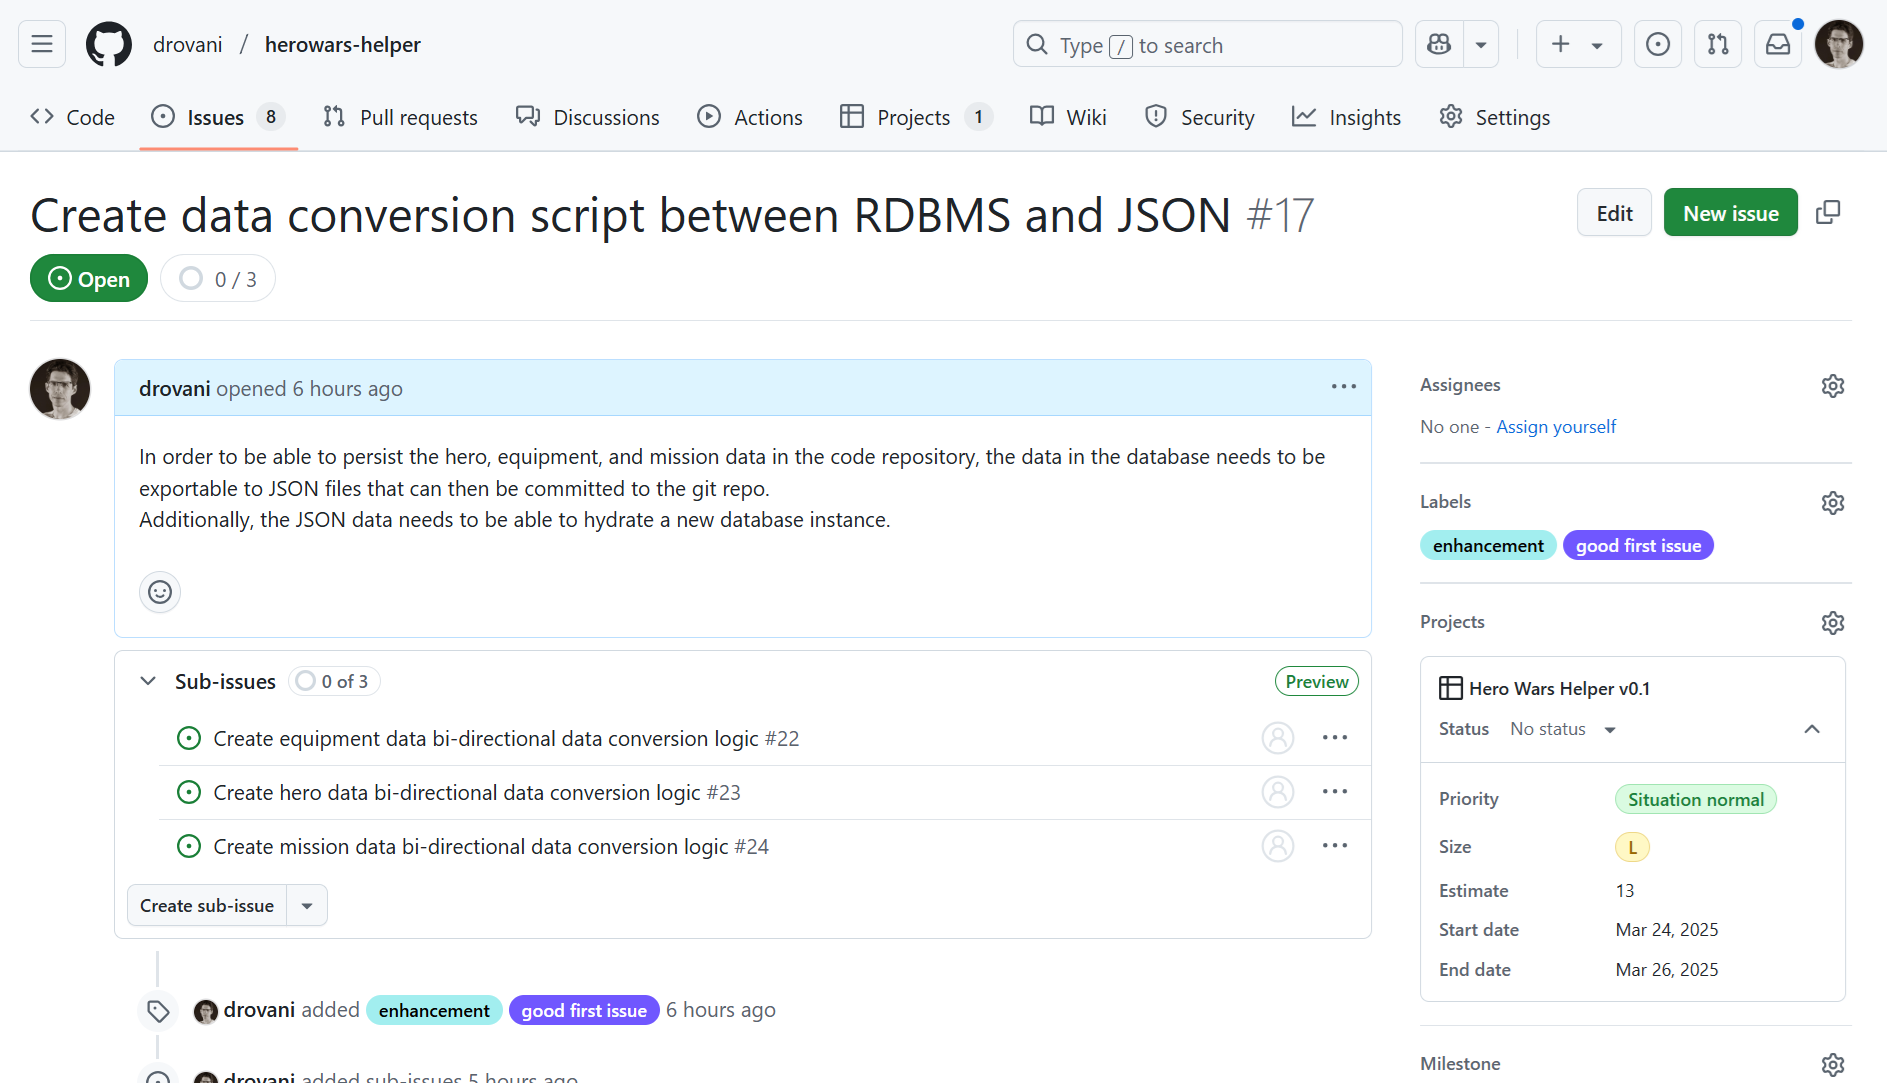 drovani / herowars-helper
Type / to search
Code
Issues 8
Pull requests
Discussions
Actions
Projects 1
Wiki
Security
Insights
Settings
Create data conversion script between RDBMS and JSON #17
Edit
New issue
Open
0 / 3
drovani opened 6 hours ago
In order to be able to persist the hero, equipment, and mission data in the code repository, the data in the database needs to be
exportable to JSON files that can then be committed to the git repo.
Additionally, the JSON data needs to be able to hydrate a new database instance.
Sub-issues 0 of 3
Preview
Create equipment data bi-directional data conversion logic #22
Create hero data bi-directional data conversion logic #23
Create mission data bi-directional data conversion logic #24
Create sub-issue
drovani added enhancement good first issue 6 hours ago
drovani added sub-issues 5 hours ago
Assignees
No one - Assign yourself
Labels
enhancement good first issue
Projects
Hero Wars Helper v0.1
Status No status
Priority Situation normal
Size L
Estimate 13
Start date Mar 24, 2025
End date Mar 26, 2025
Milestone